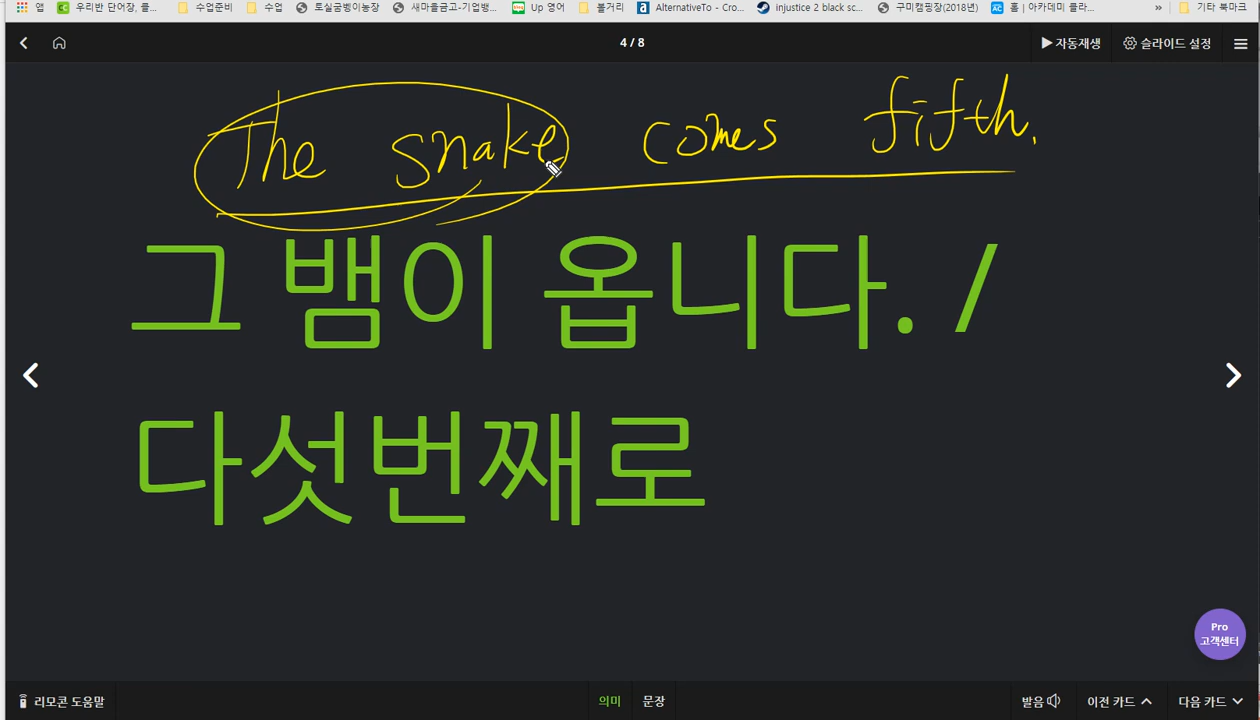 앱 우리반 단어장, 클... 수업준비 수업 토실굼벵이농장 새마을금고-기업뱅... Up 영어 볼거리 AlternativeTo - Cro... injustice 2 black sc... 구미캠핑장(2018년) 홈 | 아카데미 클라... » 기타 북마크
4 / 8 자동재생 슬라이드 설정
The snake comes fifth.
그 뱀이 옵니다. /
다섯번째로
Pro
고객센터
리모콘 도움말 의미 문장 발음 이전 카드 다음 카드